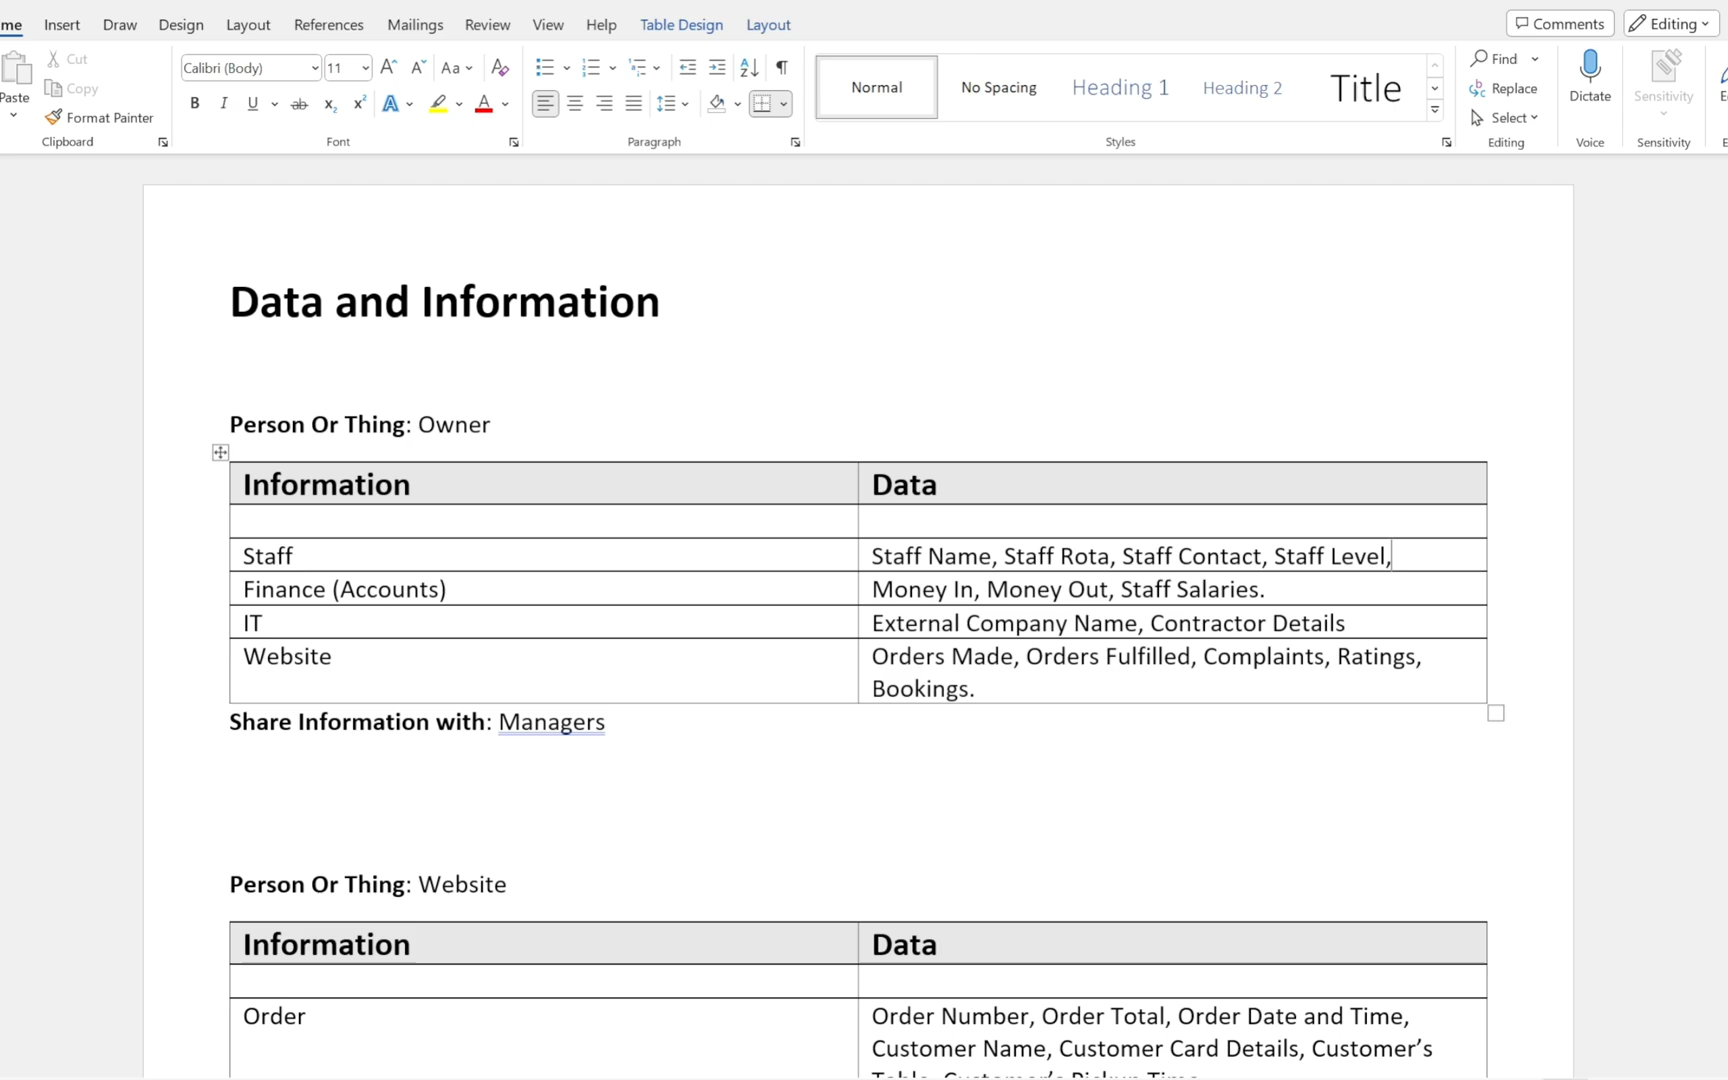 me Insert Draw Design Layout References Mailings Review View Help Table Design Layout Comments Editing
Paste
Cut
Copy
Format Painter
Clipboard
Calibri (Body) 11
Font
Paragraph
Normal No Spacing Heading 1 Heading 2 Title
Styles
Find
Replace
Select
Editing
Dictate
Voice
Sensitivity
Sensitivity
Data and Information
Person Or Thing: Owner
Information Data
Staff Staff Name, Staff Rota, Staff Contact, Staff Level,
Finance (Accounts) Money In, Money Out, Staff Salaries.
IT External Company Name, Contractor Details
Website Orders Made, Orders Fulfilled, Complaints, Ratings,
Bookings.
Share Information with: Managers
Person Or Thing: Website
Information Data
Order Order Number, Order Total, Order Date and Time,
Customer Name, Customer Card Details, Customer’s
Table, Customer’s Pickup Time